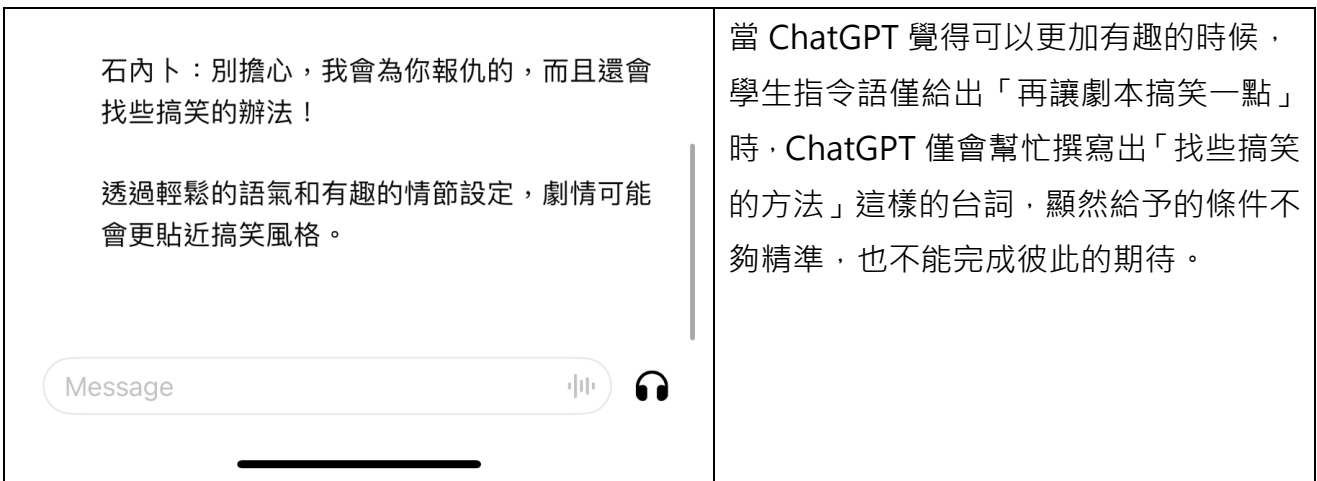 石內卜：別擔心，我會為你報仇的，而且還會
找些搞笑的辦法！
透過輕鬆的語氣和有趣的情節設定，劇情可能
會更貼近搞笑風格。
Message
當 ChatGPT 覺得可以更加有趣的時候，
學生指令語僅給出「再讓劇本搞笑一點」
時，ChatGPT 僅會幫忙撰寫出「找些搞笑
的方法」這樣的台詞，顯然給予的條件不
夠精準，也不能完成彼此的期待。